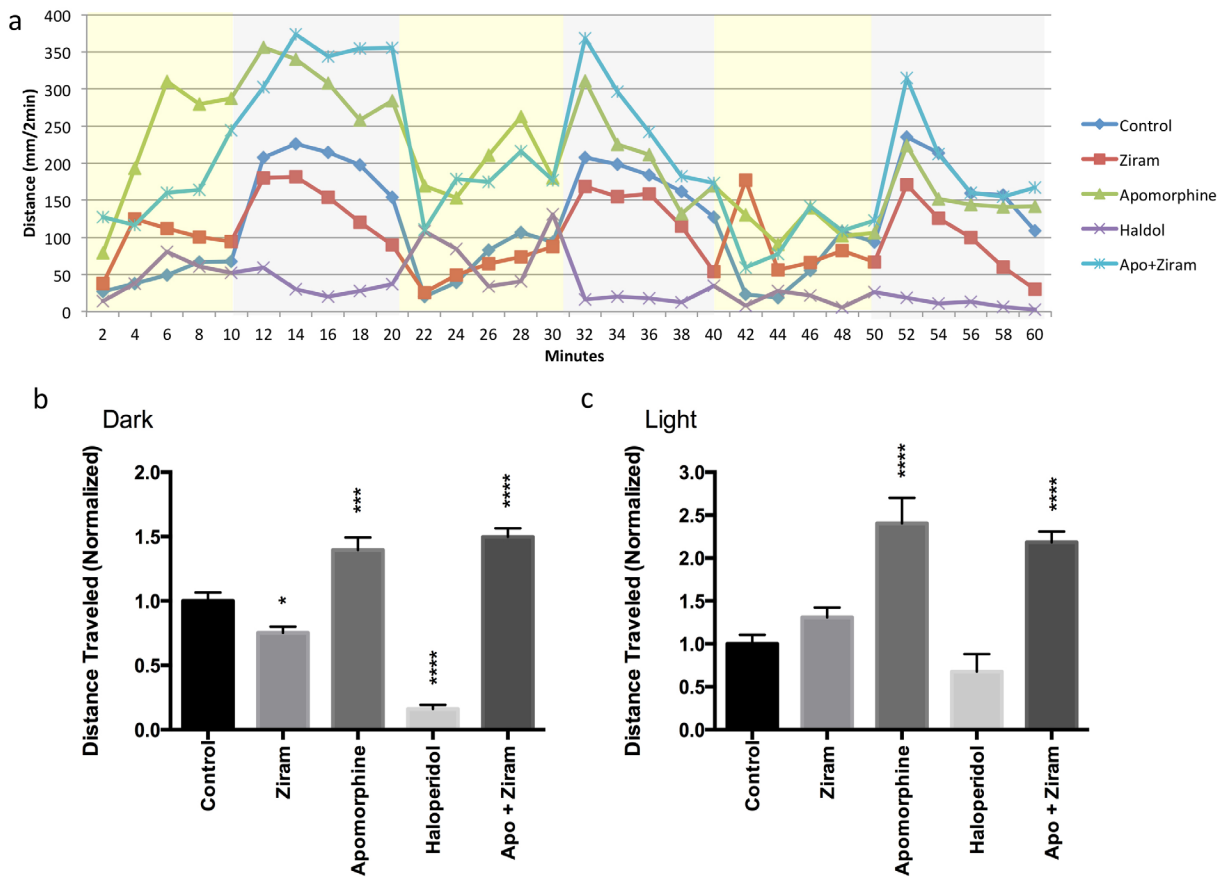 a
400
350
300
250
200
150
100
50
0
Distance (mm/2min)
2 4 6 8 10 12 14 16 18 20 22 24 26 28 30 32 34 36 38 40 42 44 46 48 50 52 54 56 58 60
Minutes
Control
Ziram
Apomorphine
Haldol
Apo+Ziram
b
Dark
Distance Traveled (Normalized)
2.0
1.5
1.0
0.5
0.0
*
***
****
****
Control
Ziram
Apomorphine
Haloperidol
Apo + Ziram
c
Light
Distance Traveled (Normalized)
3.0
2.5
2.0
1.5
1.0
0.5
0.0
****
****
Control
Ziram
Apomorphine
Haloperidol
Apo + Ziram